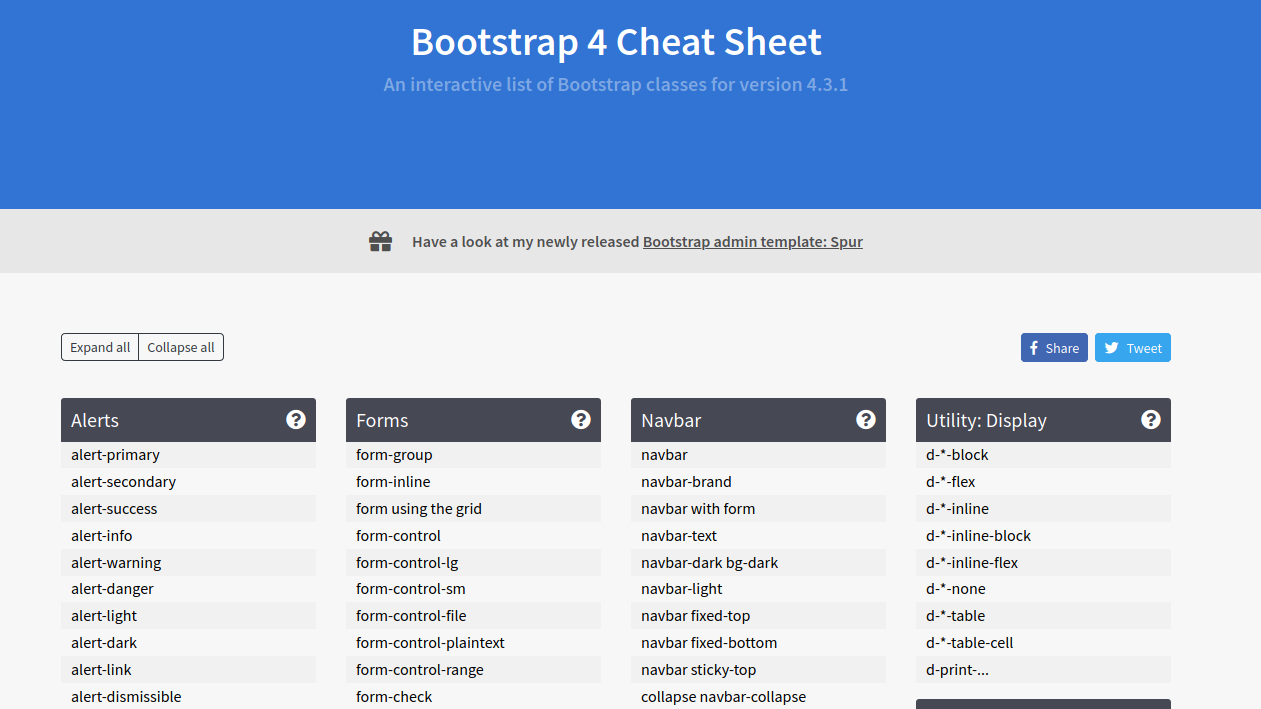 Bootstrap 4 Cheat Sheet
An interactive list of Bootstrap classes for version 4.3.1
Have a look at my newly released Bootstrap admin template: Spur
Expand all
Collapse all
Share
Tweet
Alerts
alert-primary
alert-secondary
alert-success
alert-info
alert-warning
alert-danger
alert-light
alert-dark
alert-link
alert-dismissible
Forms
form-group
form-inline
form using the grid
form-control
form-control-lg
form-control-sm
form-control-file
form-control-plaintext
form-control-range
form-check
Navbar
navbar
navbar-brand
navbar with form
navbar-text
navbar-dark bg-dark
navbar-light
navbar fixed-top
navbar fixed-bottom
navbar sticky-top
collapse navbar-collapse
Utility: Display
d-*-block
d-*-flex
d-*-inline
d-*-inline-block
d-*-inline-flex
d-*-none
d-*-table
d-*-table-cell
d-print-...